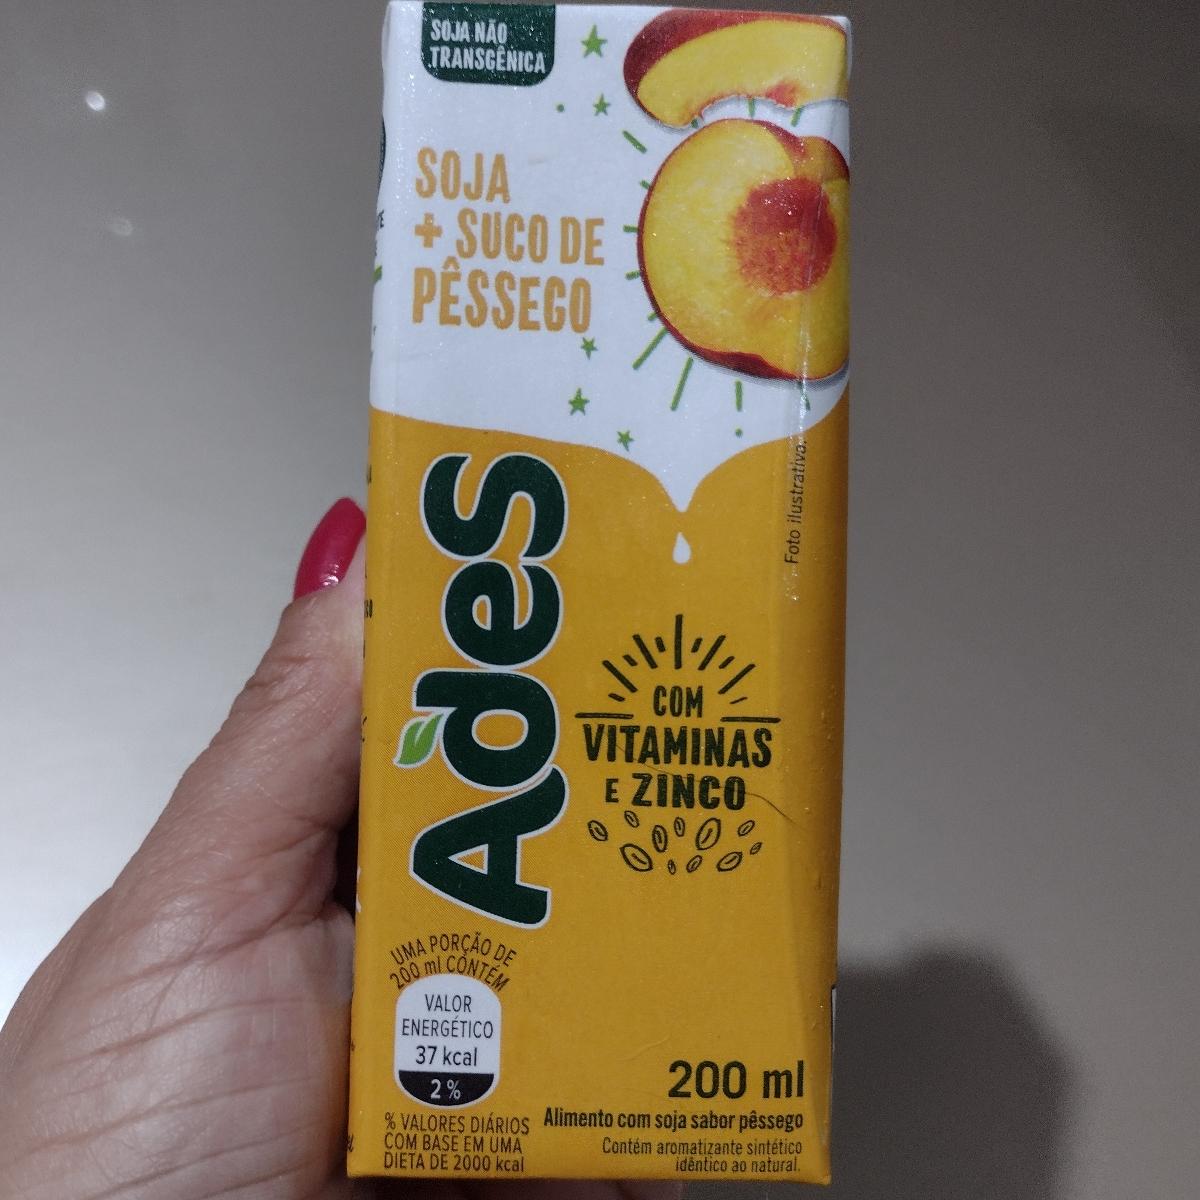 SOJA NÃO
TRANSGÊNICA
SOJA
+ SUCO DE
PÊSSEGO
Foto ilustrativa.
AdeS
COM
VITAMINAS
E ZINCO
UMA PORÇÃO DE
200 ml CONTÉM
VALOR
ENERGÉTICO
37 kcal
2%
% VALORES DIÁRIOS
COM BASE EM UMA
DIETA DE 2000 kcal
200 ml
Alimento com soja sabor pêssego
Contém aromatizante sintético
idêntico ao natural.